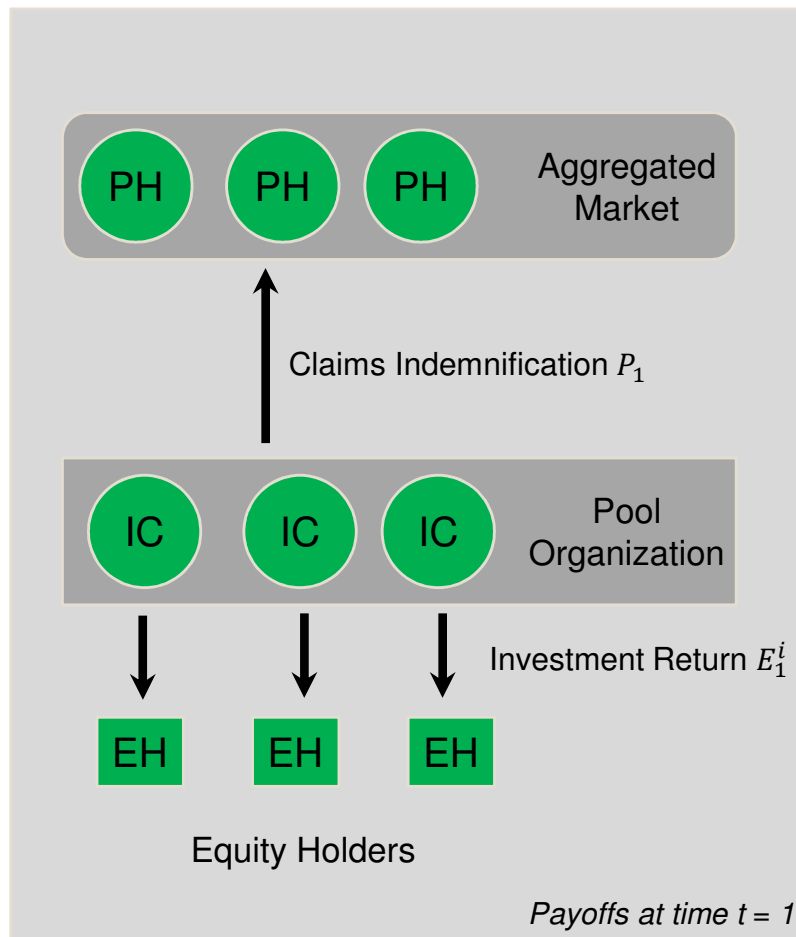 PH PH PH Aggregated
Market
Claims Indemnification P₁
IC IC IC Pool
Organization
Investment Return E₁ⁱ
EH EH EH
Equity Holders
Payoffs at time t = 1